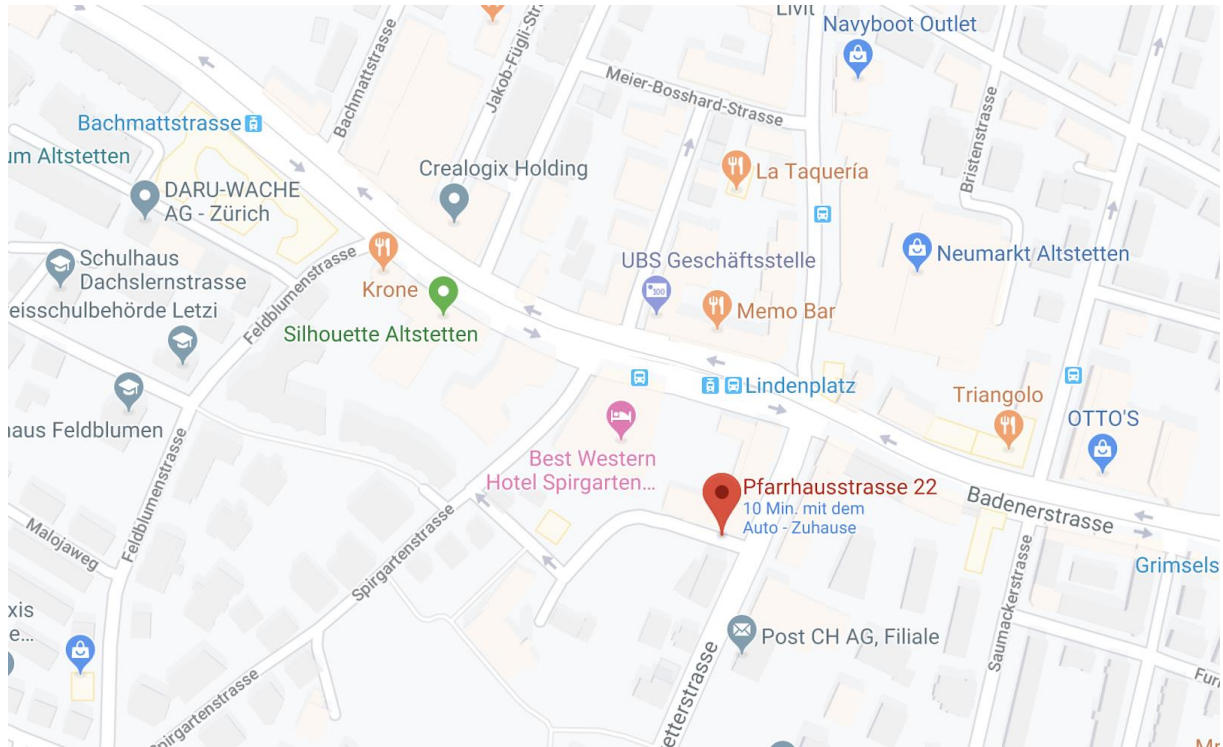 Livit
Navyboot Outlet
Bachmattstrasse
Jakob-Fügli-Str
Meier-Bosshard-Strasse
Bachmattstrasse
um Altstetten
Crealogix Holding
La Taquería
Bristenstrasse
DARU-WACHE
AG - Zürich
Schulhaus
Dachslernstrasse
UBS Geschäftsstelle
Neumarkt Altstetten
Krone
Feldblumenstrasse
eisschulbehörde Letzi
Memo Bar
Silhouette Altstetten
Lindenplatz
Triangolo
OTTO'S
haus Feldblumen
Best Western
Hotel Spirgarten...
Pfarrhausstrasse 22
10 Min. mit dem
Auto - Zuhause
Badenerstrasse
Feldblumenstrasse
Malojaweg
Spirgartenstrasse
Grimsels
xis
e...
Post CH AG, Filiale
Saumackerstrasse
Furr
Spirgartenstrasse
etterstrasse